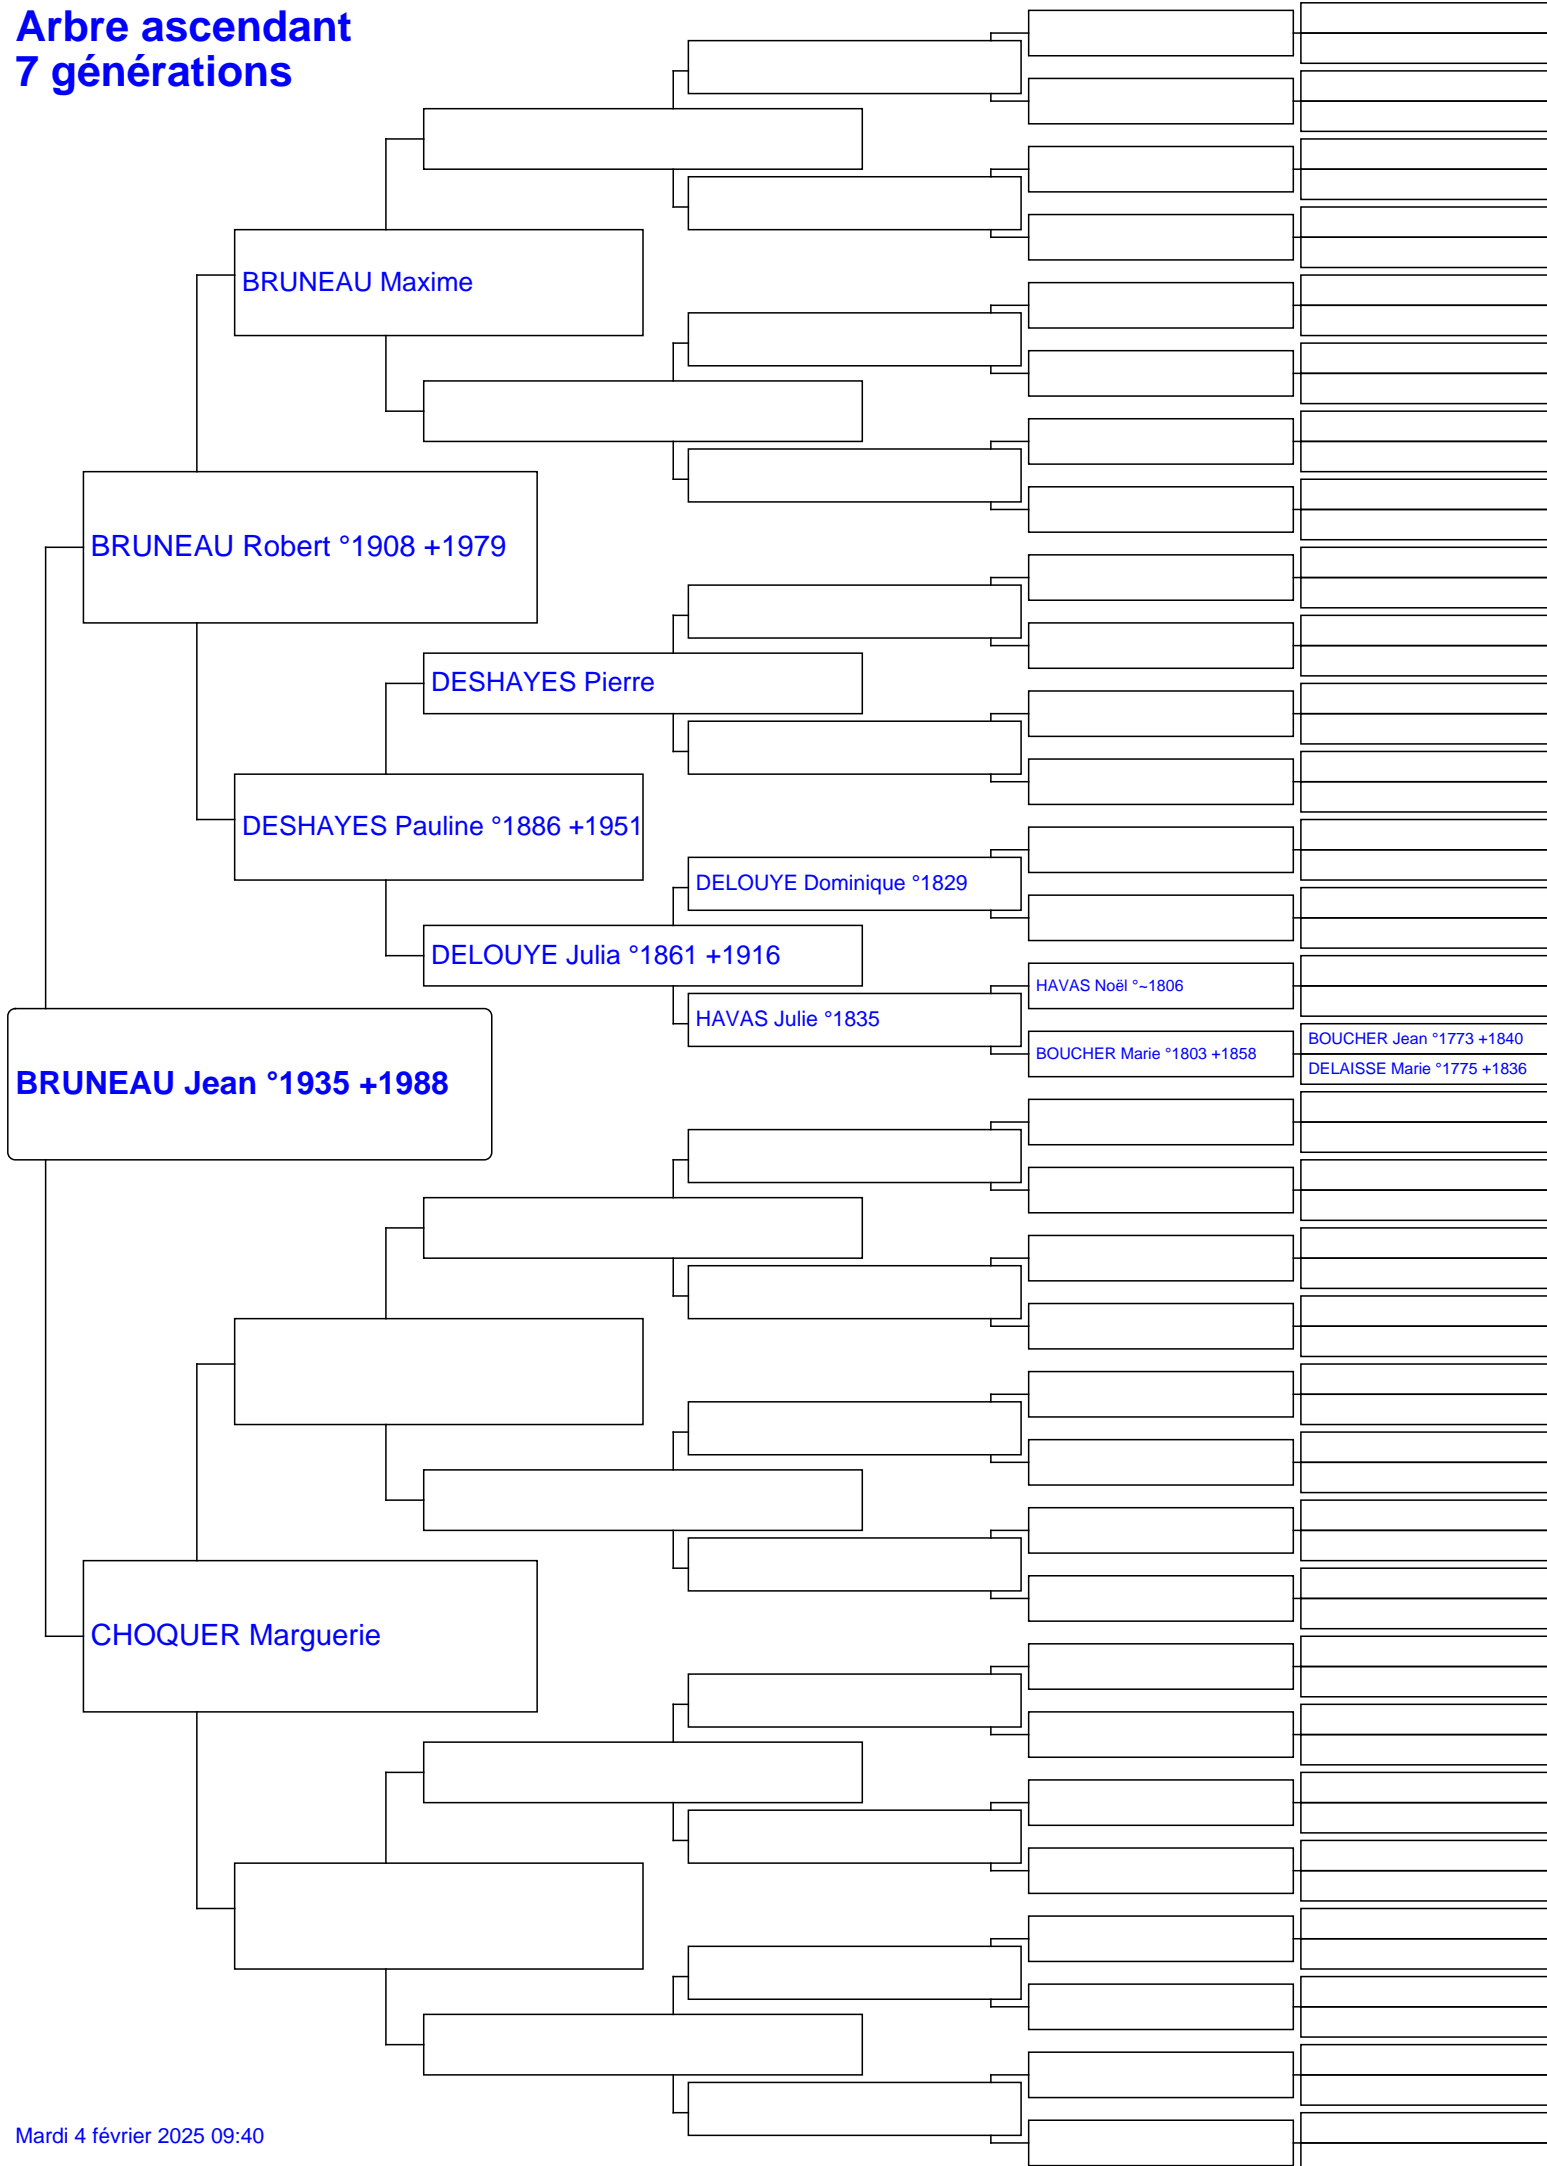 Arbre ascendant
7 générations
BRUNEAU Maxime
BRUNEAU Robert °1908 +1979
DESHAYES Pierre
DESHAYES Pauline °1886 +1951
DELOUYE Dominique °1829
DELOUYE Julia °1861 +1916
HAVAS Noël °~1806
HAVAS Julie °1835
BOUCHER Jean °1773 +1840
BOUCHER Marie °1803 +1858
DELAISSE Marie °1775 +1836
BRUNEAU Jean °1935 +1988
CHOQUER Marguerie
Mardi 4 février 2025 09:40